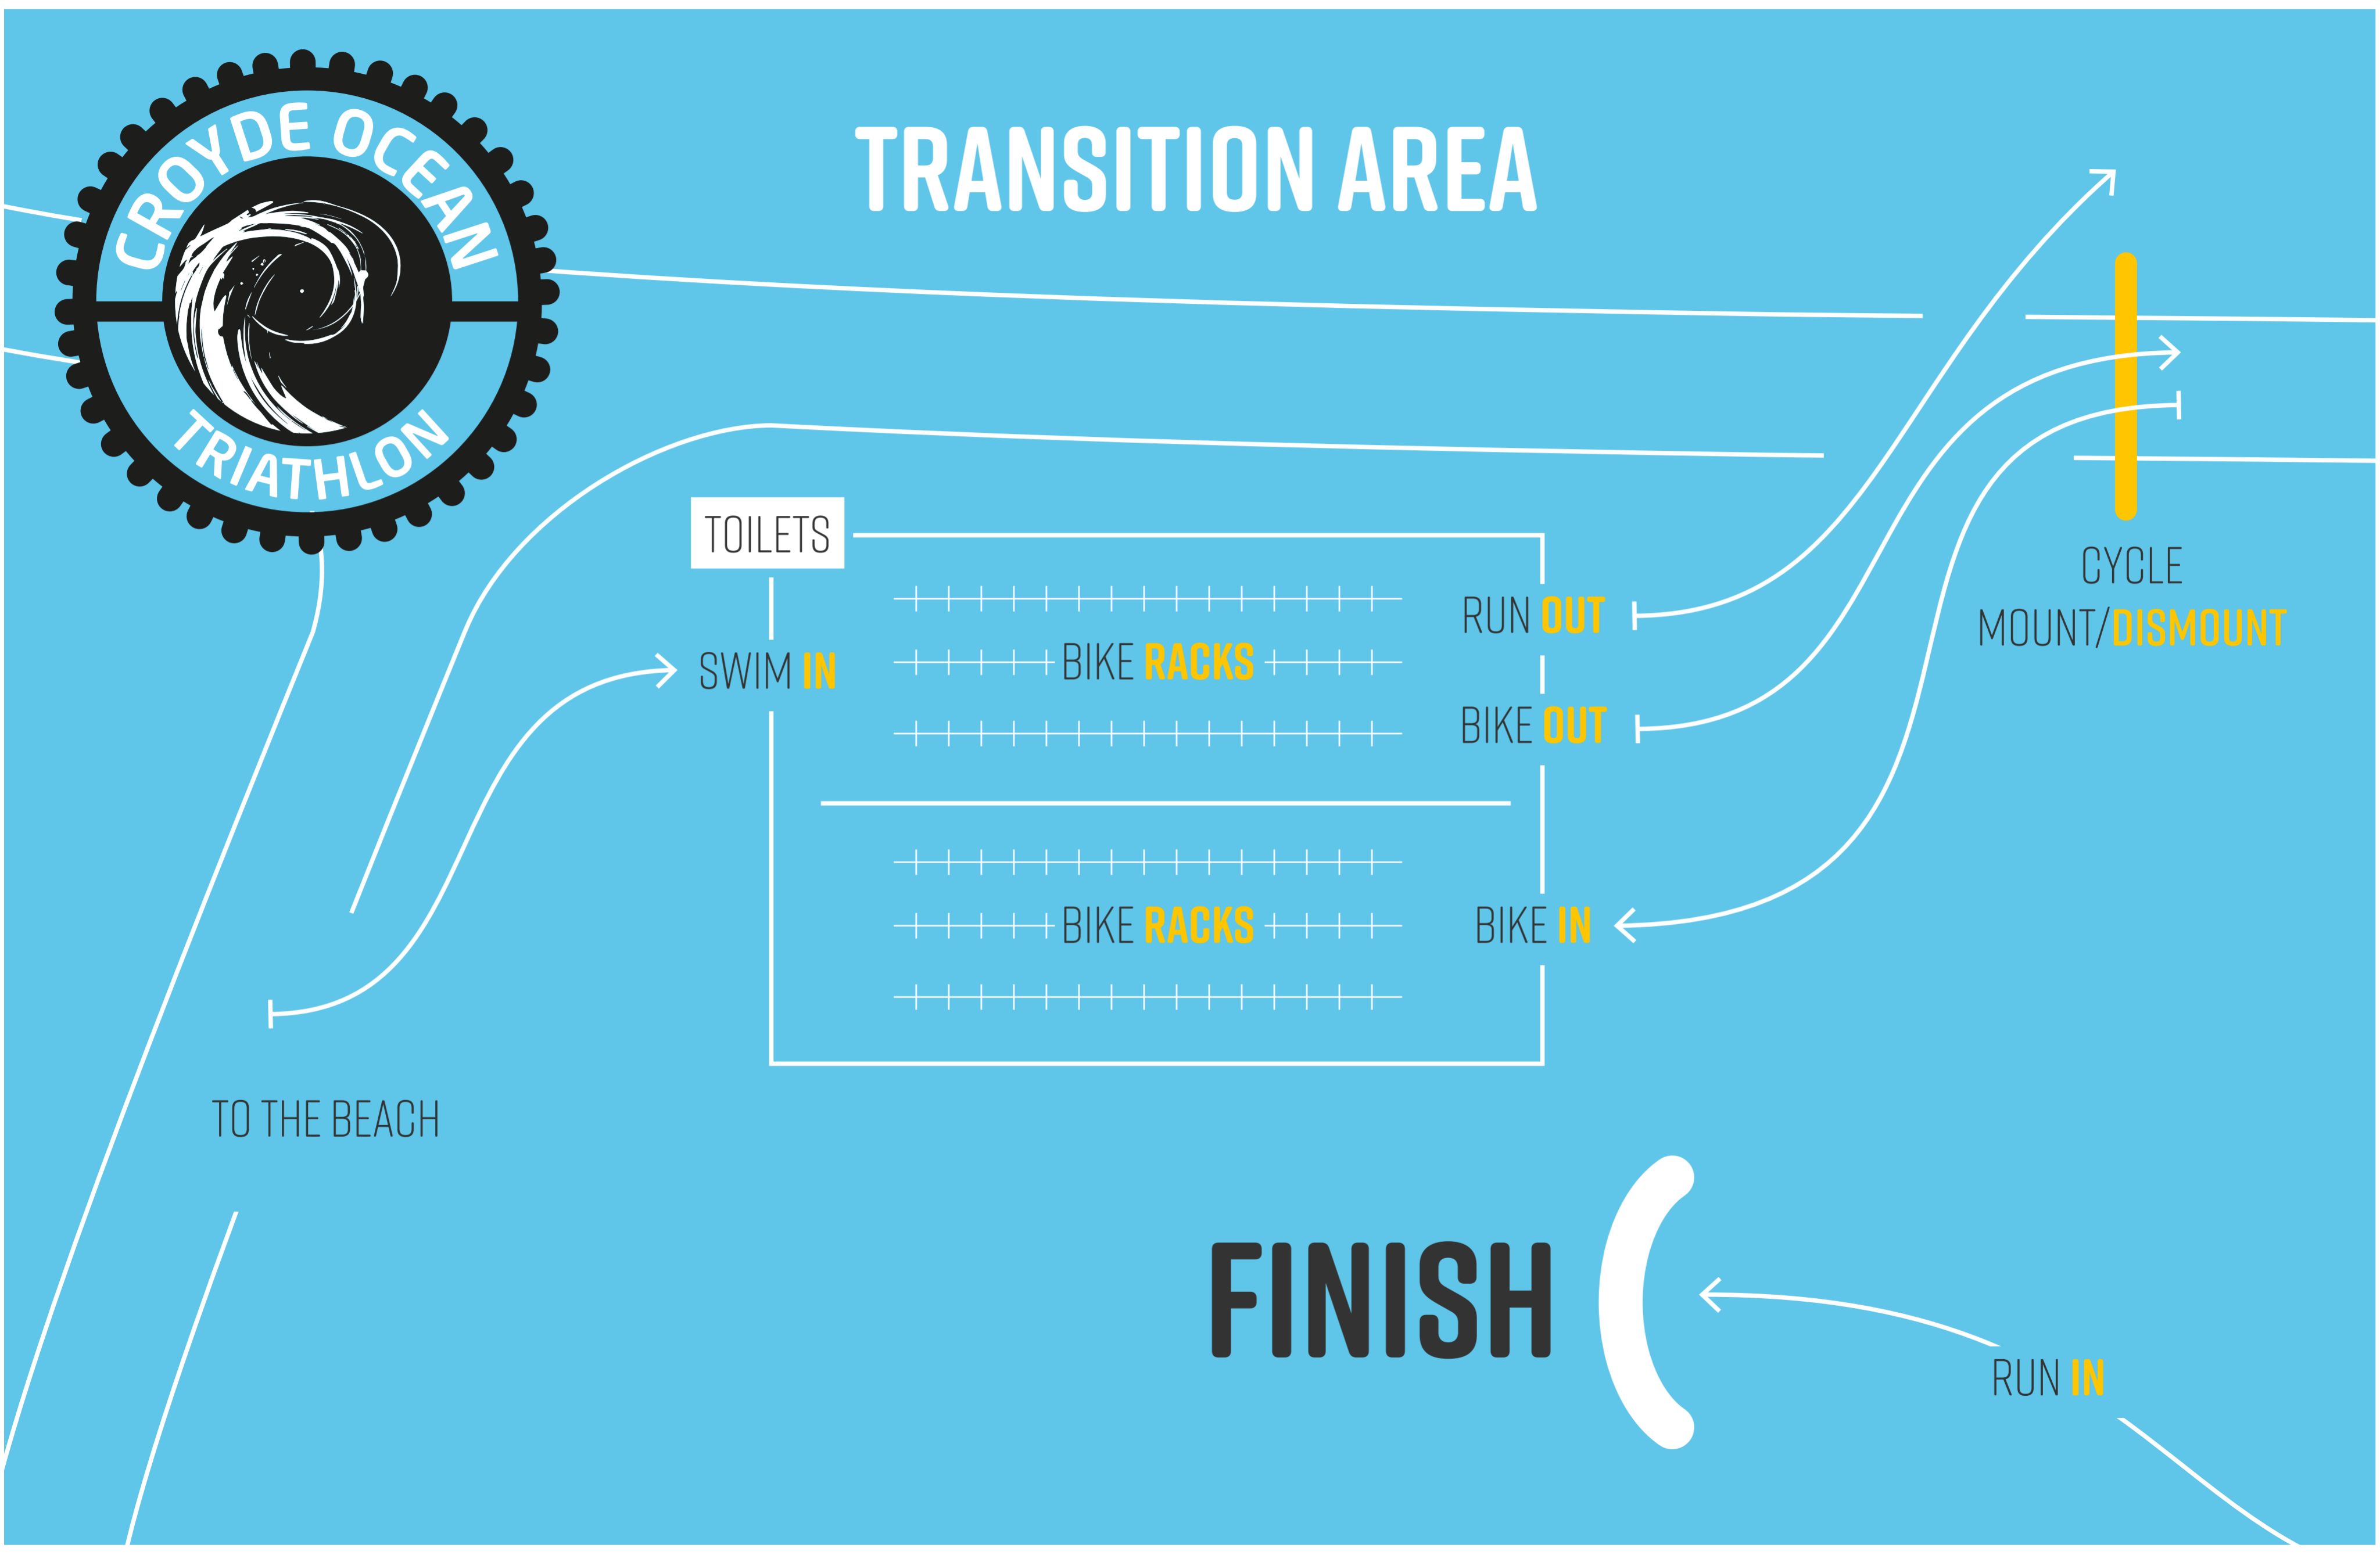 CROYDE OCEAN
TRIATHLON
TRANSITION AREA
TOILETS
SWIM IN
BIKE RACKS
RUN OUT
BIKE OUT
CYCLE
MOUNT/DISMOUNT
BIKE RACKS
BIKE IN
TO THE BEACH
FINISH
RUN IN